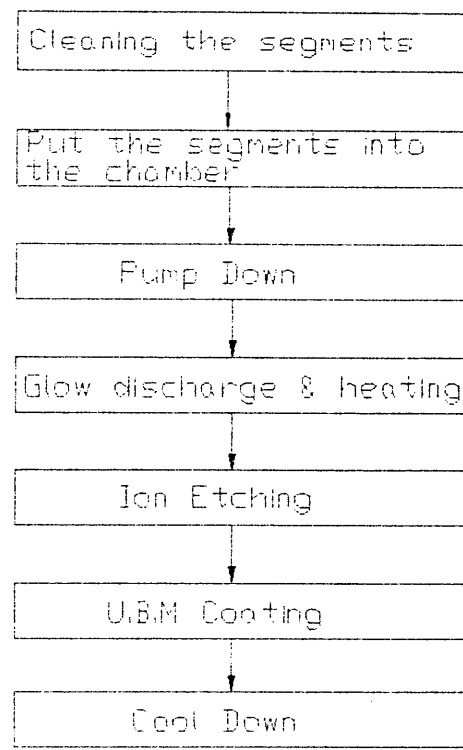 Cleaning the segments
Put the segments into
the chamber
Pump Down
Glow discharge & heating
Ion Etching
U.B.M Coating
Cool Down